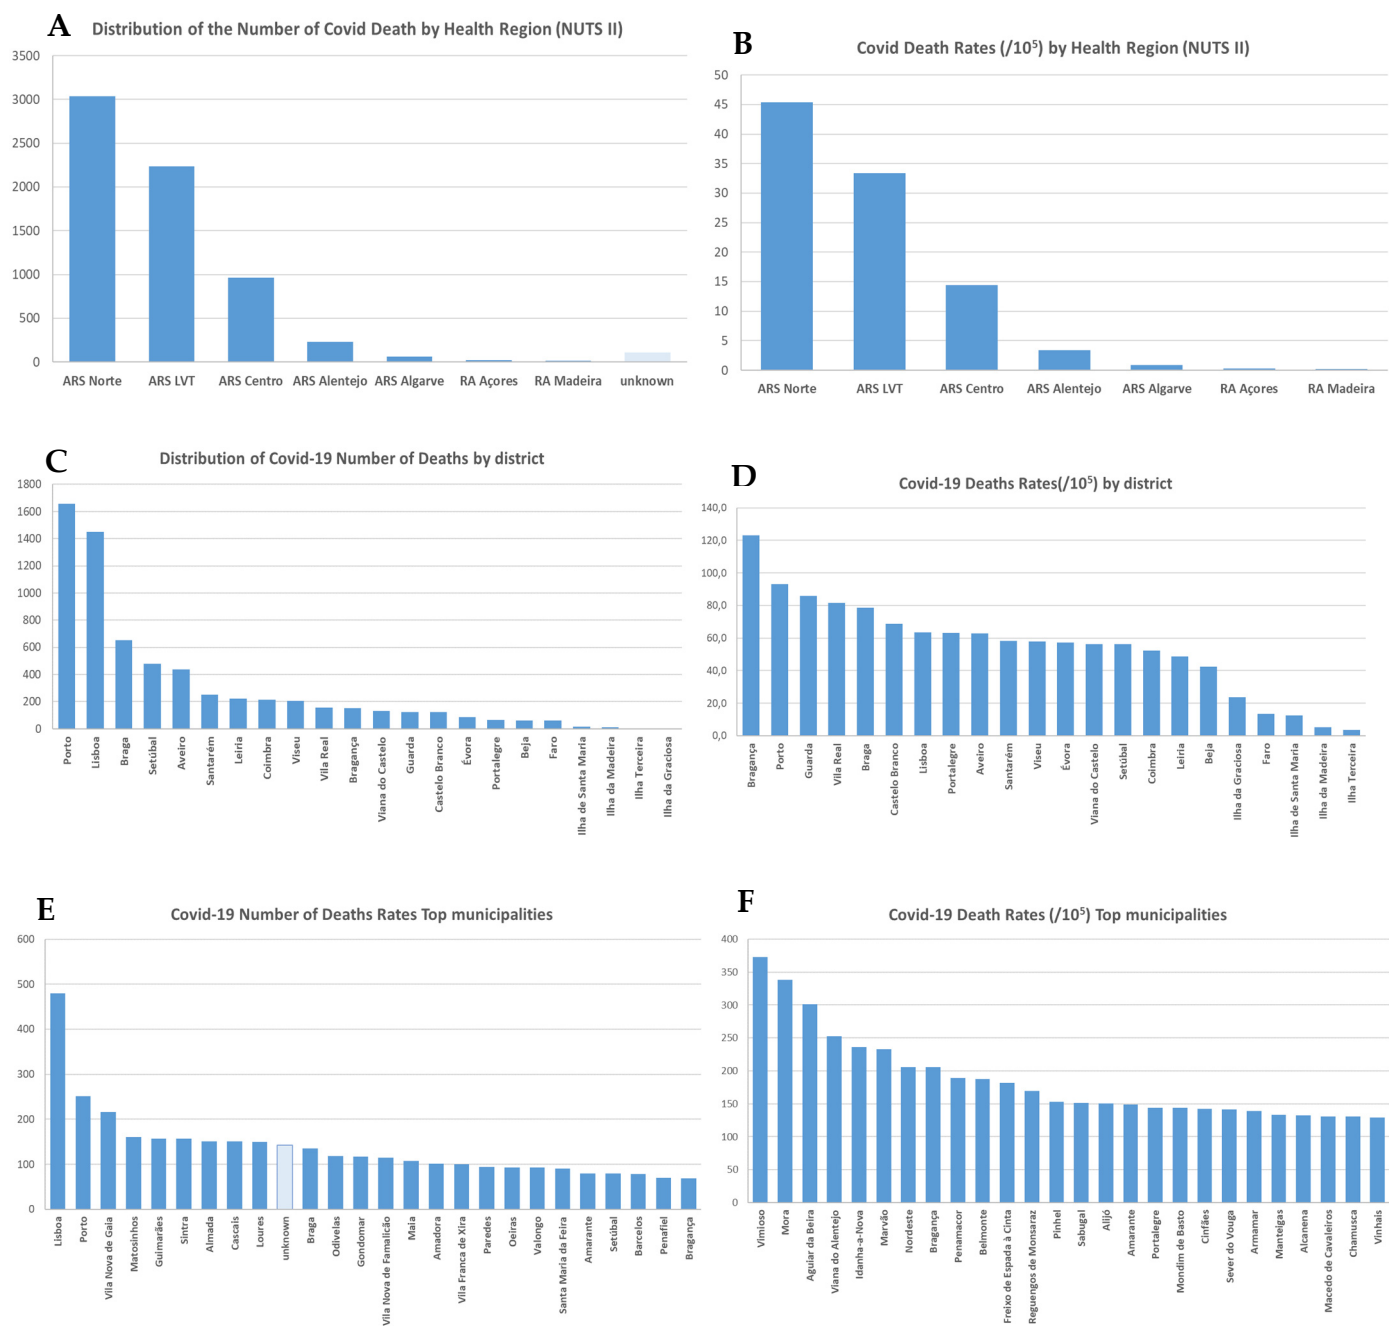 A
Distribution of the Number of Covid Death by Health Region (NUTS II)
3500
3000
2500
2000
1500
1000
500
0
ARS Norte ARS LVT ARS Centro ARS Alentejo ARS Algarve RA Açores RA Madeira unknown
B
Covid Death Rates (/10⁵) by Health Region (NUTS II)
50
45
40
35
30
25
20
15
10
5
0
ARS Norte ARS LVT ARS Centro ARS Alentejo ARS Algarve RA Açores RA Madeira
C
Distribution of Covid-19 Number of Deaths by district
1800
1600
1400
1200
1000
800
600
400
200
0
Porto
Lisboa
Braga
Setúbal
Aveiro
Santarém
Leiria
Coimbra
Viseu
Vila Real
Bragança
Viana do Castelo
Guarda
Castelo Branco
Évora
Portalegre
Beja
Faro
Ilha de Santa Maria
Ilha da Madeira
Ilha Terceira
Ilha da Graciosa
D
Covid-19 Deaths Rates(/10⁵) by district
140,0
120,0
100,0
80,0
60,0
40,0
20,0
0,0
Bragança
Porto
Guarda
Vila Real
Braga
Castelo Branco
Lisboa
Portalegre
Aveiro
Santarém
Viseu
Évora
Viana do Castelo
Setúbal
Coimbra
Leiria
Beja
Ilha da Graciosa
Faro
Ilha de Santa Maria
Ilha da Madeira
Ilha Terceira
E
Covid-19 Number of Deaths Rates Top municipalities
600
500
400
300
200
100
0
Lisboa
Porto
Vila Nova de Gaia
Matosinhos
Guimarães
Sintra
Almada
Cascais
Loures
unknown
Braga
Odivelas
Gondomar
Vila Nova de Famalicão
Maia
Amadora
Vila Franca de Xira
Paredes
Oeiras
Valongo
Santa Maria da Feira
Amarante
Setúbal
Barcelos
Penafiel
Bragança
F
Covid-19 Death Rates (/10⁵) Top municipalities
400
350
300
250
200
150
100
50
0
Vimioso
Mora
Aguiar da Beira
Viana do Alentejo
Idanha-a-Nova
Marvão
Nordeste
Bragança
Penamacor
Belmonte
Freixo de Espada à Cinta
Reguengos de Monsaraz
Pinhel
Sabugal
Alijó
Amarante
Portalegre
Mondim de Basto
Cinfães
Sever do Vouga
Armamar
Manteigas
Alcanena
Macedo de Cavaleiros
Chamusca
Vinhais